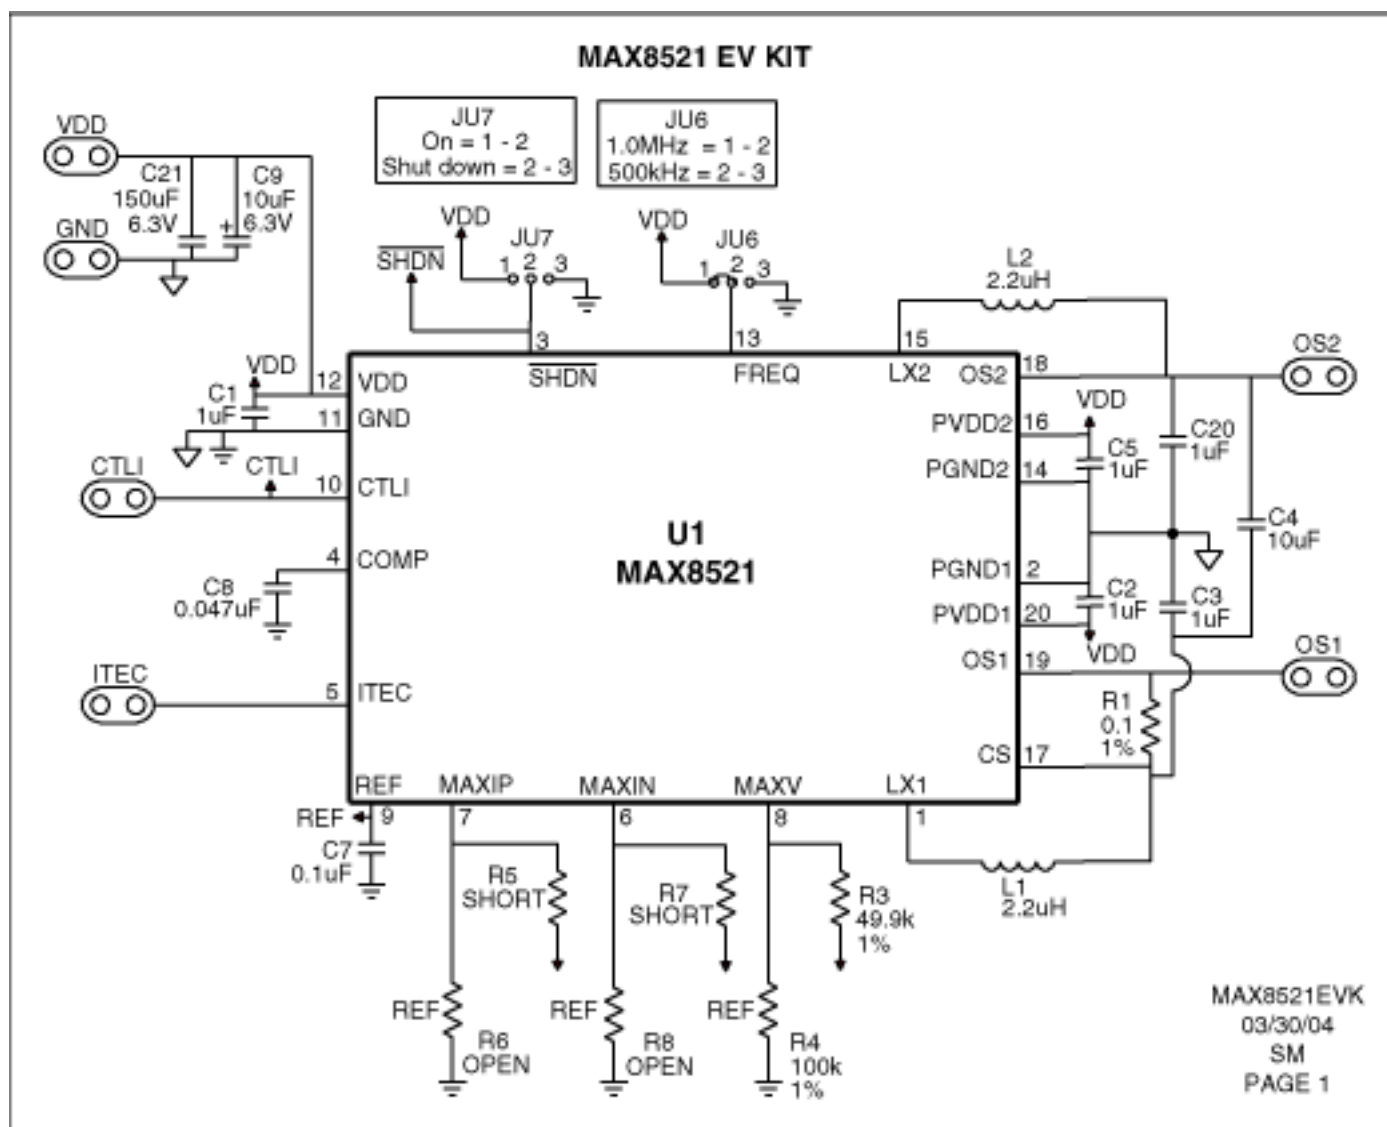 MAX8521 EV KIT
JU7
On = 1 - 2
Shut down = 2 - 3
JU6
1.0MHz = 1 - 2
500kHz = 2 - 3
VDD
GND
C21
150uF
6.3V
C9
10uF
+ 6.3V
SHDN
VDD
JU7
1 2 3
VDD
JU6
1 2 3
L2
2.2uH
3
13
15
VDD
C1
1uF
12 VDD
11 GND
SHDN
FREQ
LX2
OS2 18
OS2
PVDD2 16
VDD
PGND2 14
C5
1uF
C20
1uF
C4
10uF
CTLI
CTLI
10 CTLI
U1
MAX8521
4 COMP
C8
0.047uF
PGND1 2
PVDD1 20
C2
1uF
C3
1uF
VDD
OS1 19
OS1
ITEC
5 ITEC
R1
0.1
1%
CS 17
REF
MAXIP
MAXIN
MAXV
LX1
REF
9
7
6
8
1
C7
0.1uF
R5
SHORT
R7
SHORT
R3
49.9k
1%
L1
2.2uH
REF
R6
OPEN
REF
R8
OPEN
REF
R4
100k
1%
MAX8521EVK
03/30/04
SM
PAGE 1